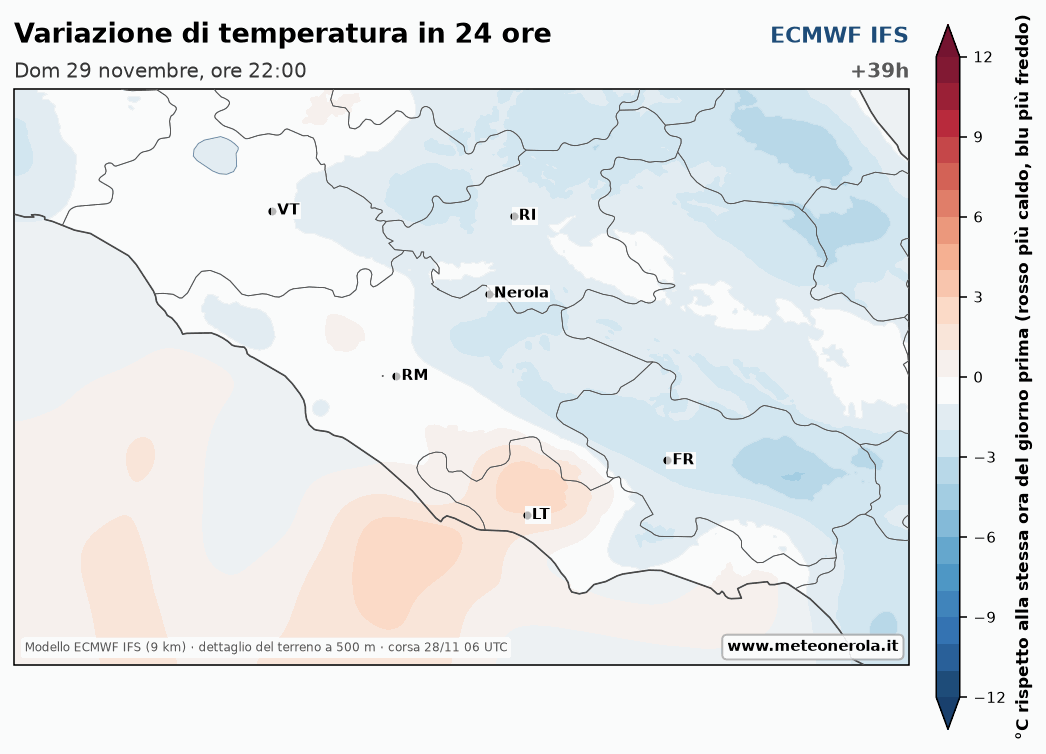 Variazione di temperatura in 24 ore
ECMWF IFS
Dom 29 novembre, ore 22:00
+39h
VT
RI
Nerola
RM
FR
LT
Modello ECMWF IFS (9 km) · dettaglio del terreno a 500 m · corsa 28/11 06 UTC
www.meteonerola.it
12
9
6
3
0
−3
−6
−9
−12
°C rispetto alla stessa ora del giorno prima (rosso più caldo, blu più freddo)